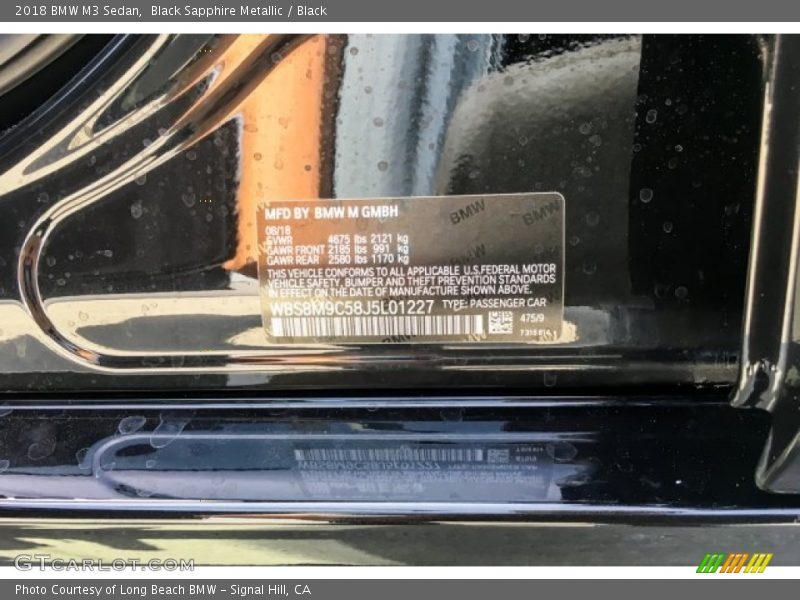 2018 BMW M3 Sedan, Black Sapphire Metallic / Black
MFD BY BMW M GMBH
08/18
GVWR 4675 lbs 2121 kg
GAWR FRONT 2185 lbs 991 kg
GAWR REAR 2580 lbs 1170 kg
THIS VEHICLE CONFORMS TO ALL APPLICABLE U.S.FEDERAL MOTOR
VEHICLE SAFETY, BUMPER AND THEFT PREVENTION STANDARDS
IN EFFECT ON THE DATE OF MANUFACTURE SHOWN ABOVE.
WBS8M9C58J5L01227 TYPE: PASSENGER CAR
475/9
BMW
BMW
BMW
BMW
GTCARLOT.COM
Photo Courtesy of Long Beach BMW – Signal Hill, CA